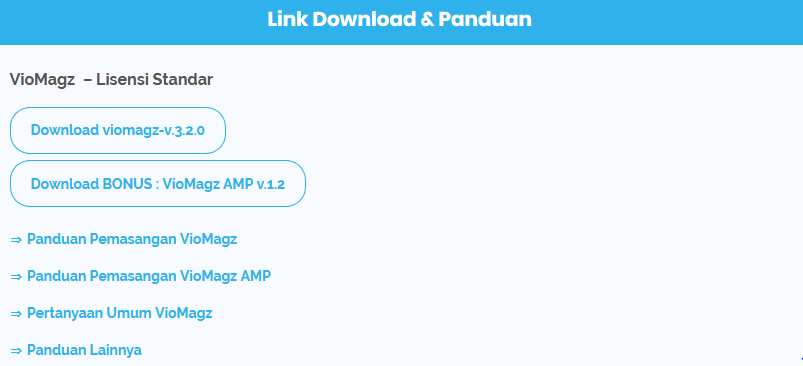 Link Download & Panduan
VioMagz – Lisensi Standar
Download viomagz-v.3.2.0
Download BONUS : VioMagz AMP v.1.2
⇒ Panduan Pemasangan VioMagz
⇒ Panduan Pemasangan VioMagz AMP
⇒ Pertanyaan Umum VioMagz
⇒ Panduan Lainnya